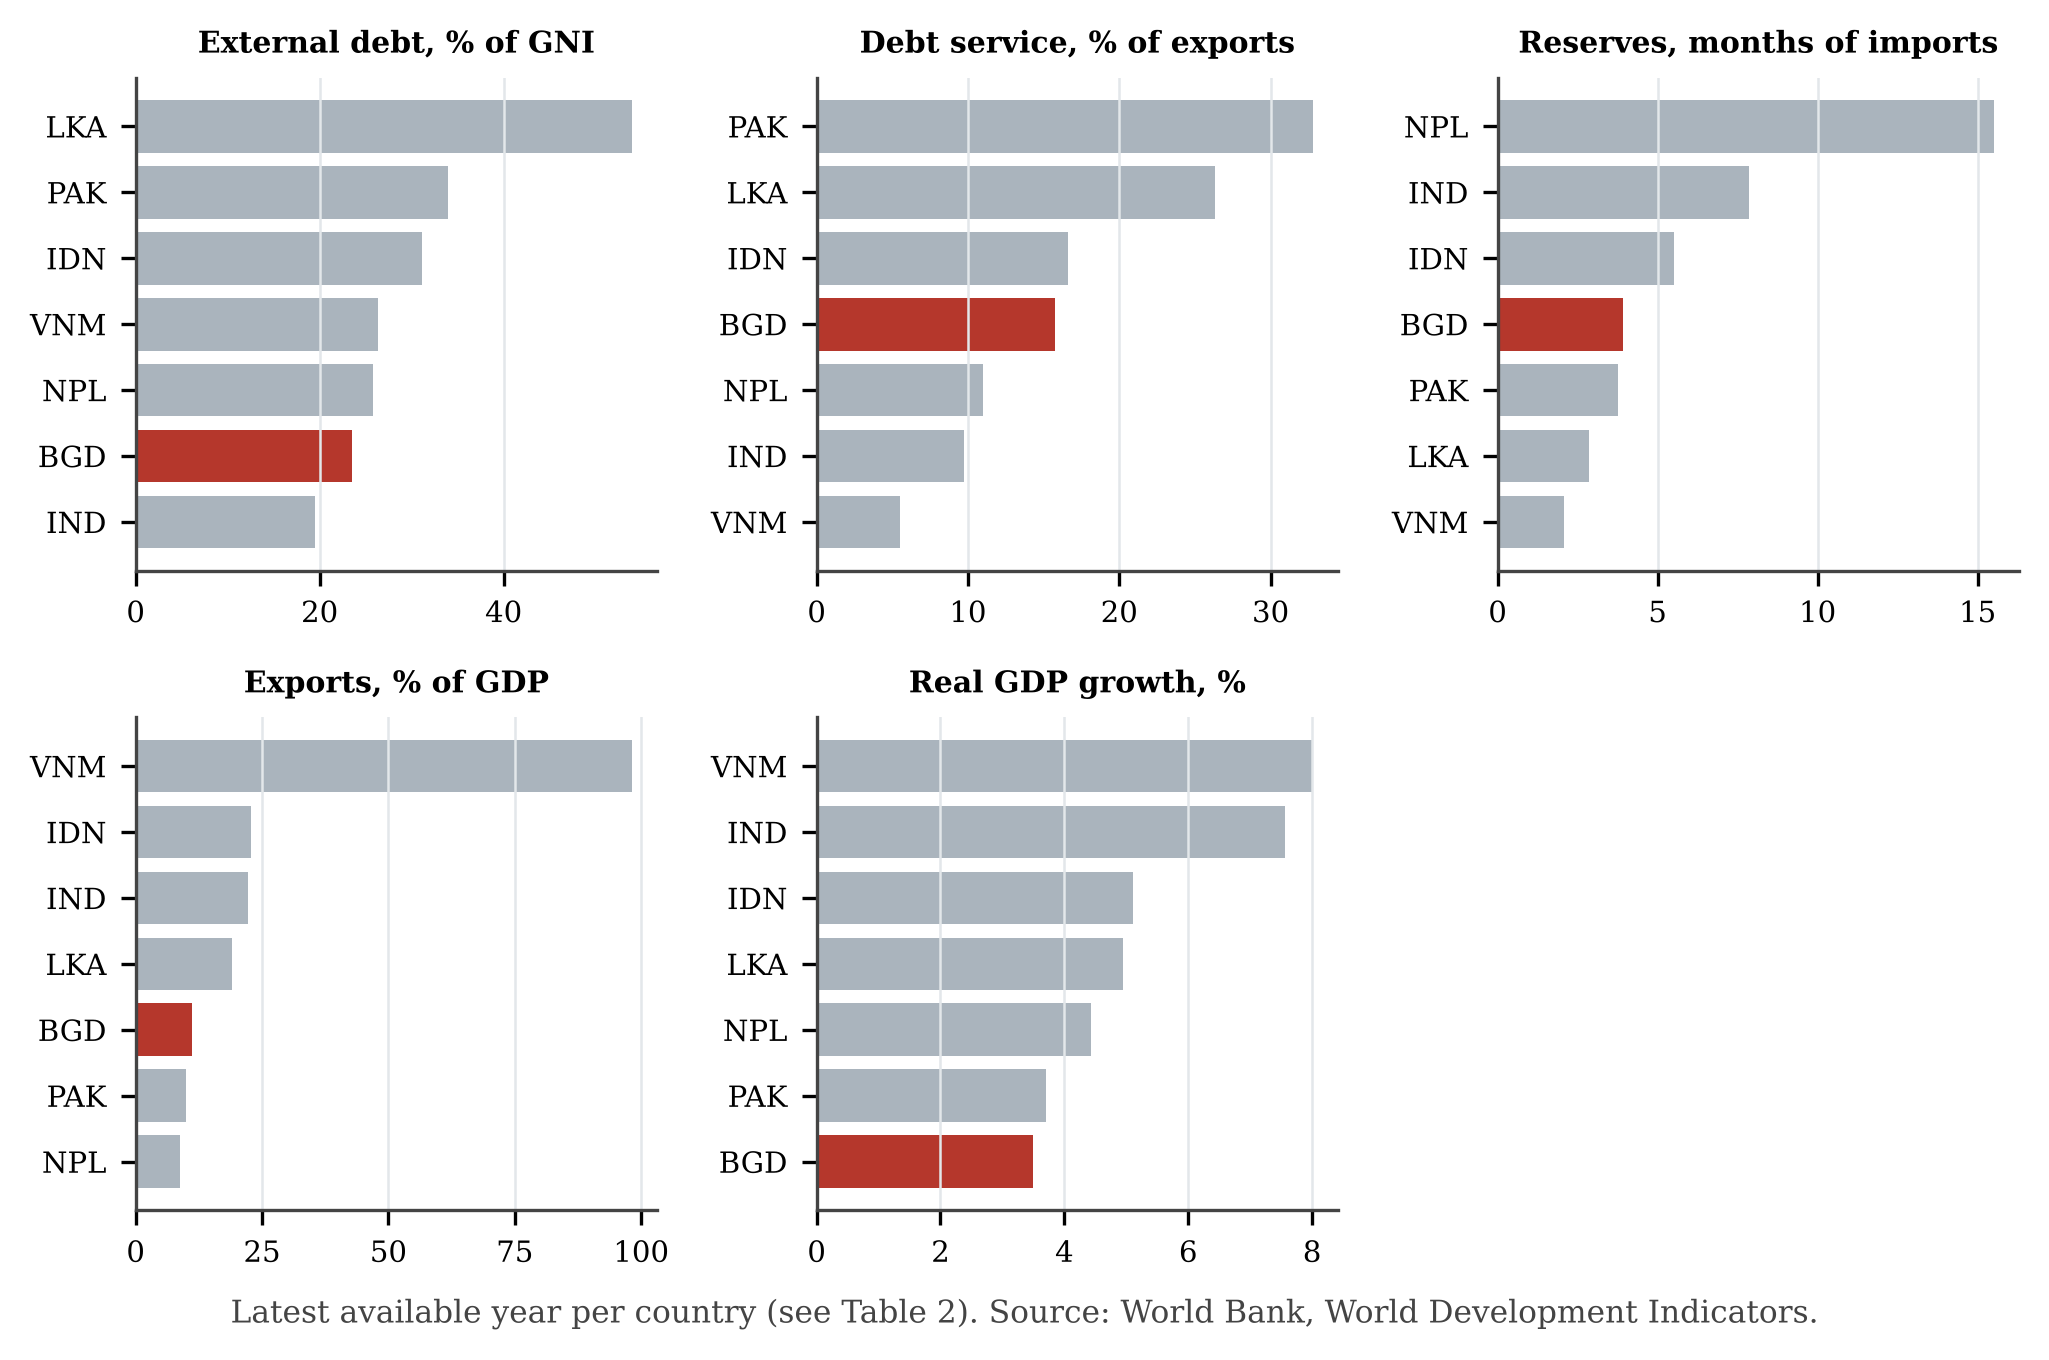 External debt, % of GNI
LKA
PAK
IDN
VNM
NPL
BGD
IND
0 20 40
Debt service, % of exports
PAK
LKA
IDN
BGD
NPL
IND
VNM
0 10 20 30
Reserves, months of imports
NPL
IND
IDN
BGD
PAK
LKA
VNM
0 5 10 15
Exports, % of GDP
VNM
IDN
IND
LKA
BGD
PAK
NPL
0 25 50 75 100
Real GDP growth, %
VNM
IND
IDN
LKA
NPL
PAK
BGD
0 2 4 6 8
Latest available year per country (see Table 2). Source: World Bank, World Development Indicators.